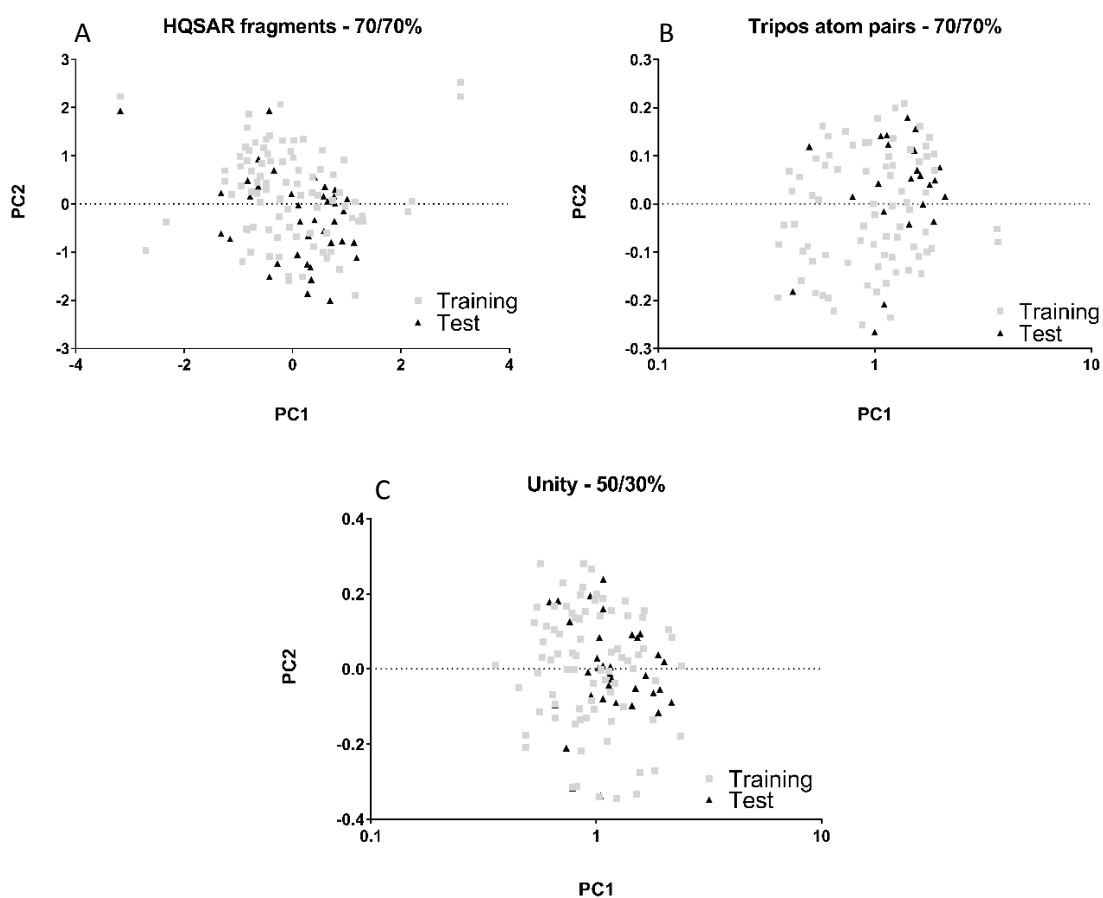 A
HQSAR fragments - 70/70%
3
2
1
0
-1
-2
-3
-4
-2
0
2
4
PC2
PC1
Training
Test
B
Tripos atom pairs - 70/70%
0.3
0.2
0.1
0.0
-0.1
-0.2
-0.3
0.1
1
10
PC2
PC1
Training
Test
C
Unity - 50/30%
0.4
0.2
0.0
-0.2
-0.4
0.1
1
10
PC2
PC1
Training
Test